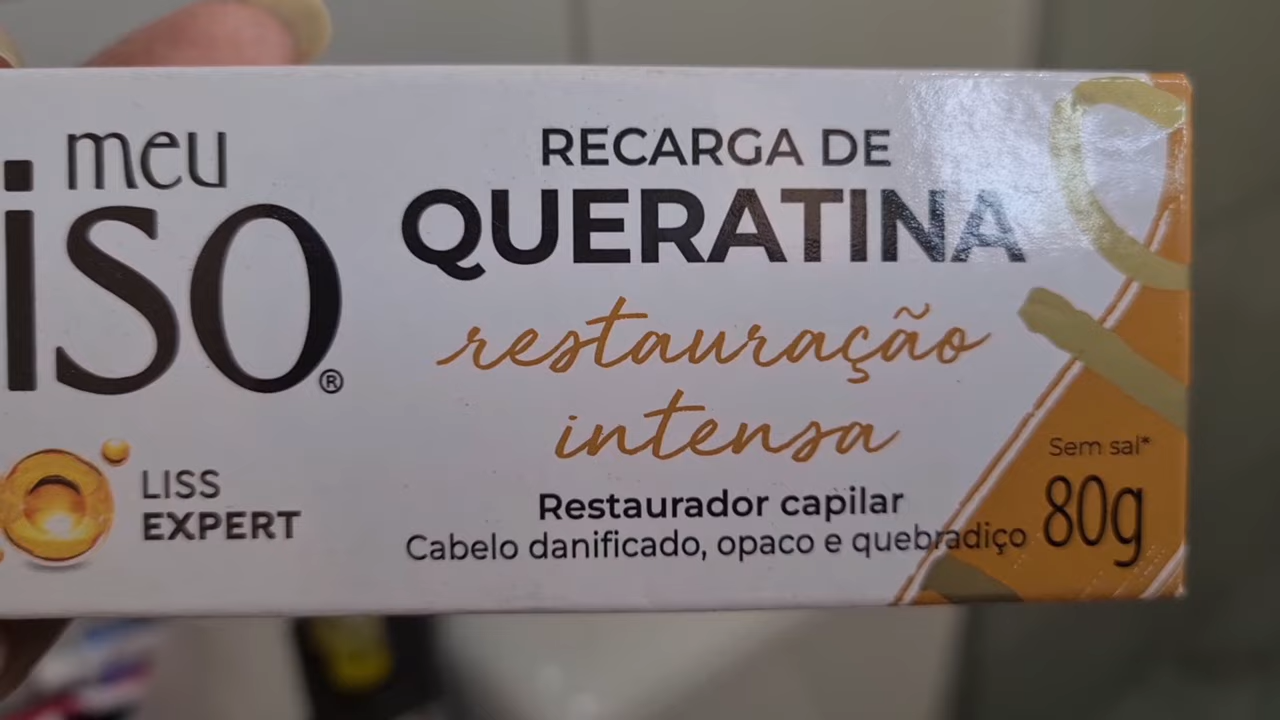 meu
iso®
LISS
EXPERT
RECARGA DE
QUERATINA
restauração
intensa
Restaurador capilar
Cabelo danificado, opaco e quebradiço
Sem sal*
80g